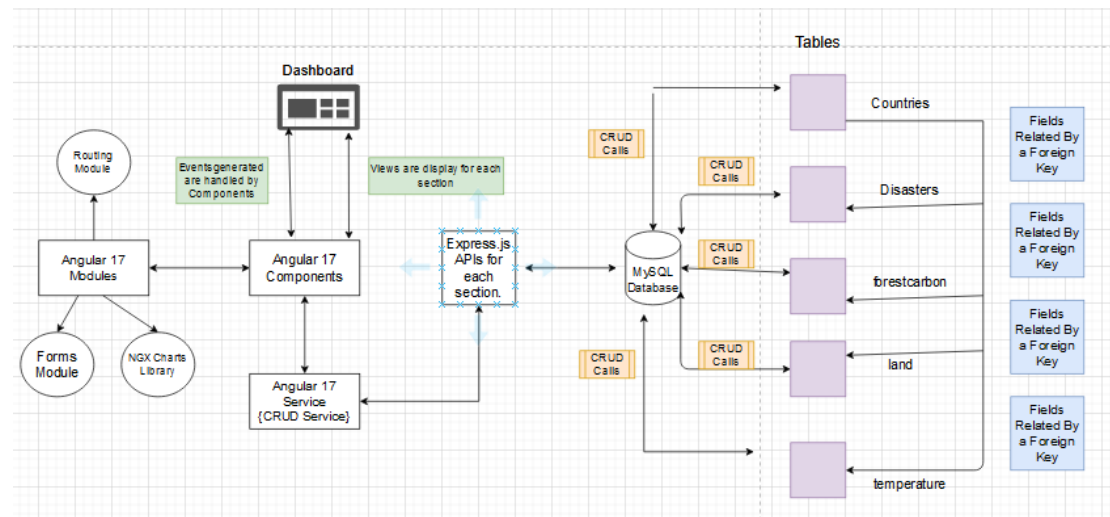 Tables
Dashboard
Countries
Fields
Related By
a Foreign
Key
CRUD
Calls
Routing
Module
Eventsgenerated
are handled by
Components
Views are display for each
section
CRUD
Calls
Disasters
Fields
Related By
a Foreign
Key
Angular 17
Modules
Angular 17
Components
Express.js
APIs for
each
section.
MySQL
Database
CRUD
Calls
forestcarbon
Fields
Related By
a Foreign
Key
Forms
Module
NGX Charts
Library
CRUD
Calls
CRUD
Calls
land
Angular 17
Service
{CRUD Service}
Fields
Related By
a Foreign
Key
temperature